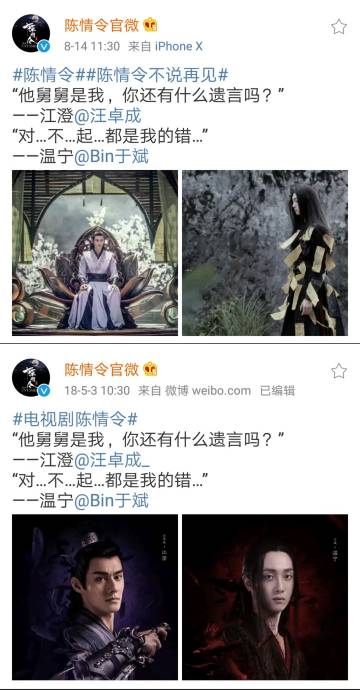 陈情令官微
8-14 11:30 来自 iPhone X
#陈情令##陈情令不说再见#
“他舅舅是我，你还有什么遗言吗？”
——江澄@汪卓成
“对…不…起…都是我的错…”
——温宁@Bin于斌
陈情令官微
18-5-3 10:30 来自 微博 weibo.com 已编辑
#电视剧陈情令#
“他舅舅是我，你还有什么遗言吗？”
——江澄@汪卓成_
“对…不…起…都是我的错…”
——温宁@Bin于斌
江澄
温宁